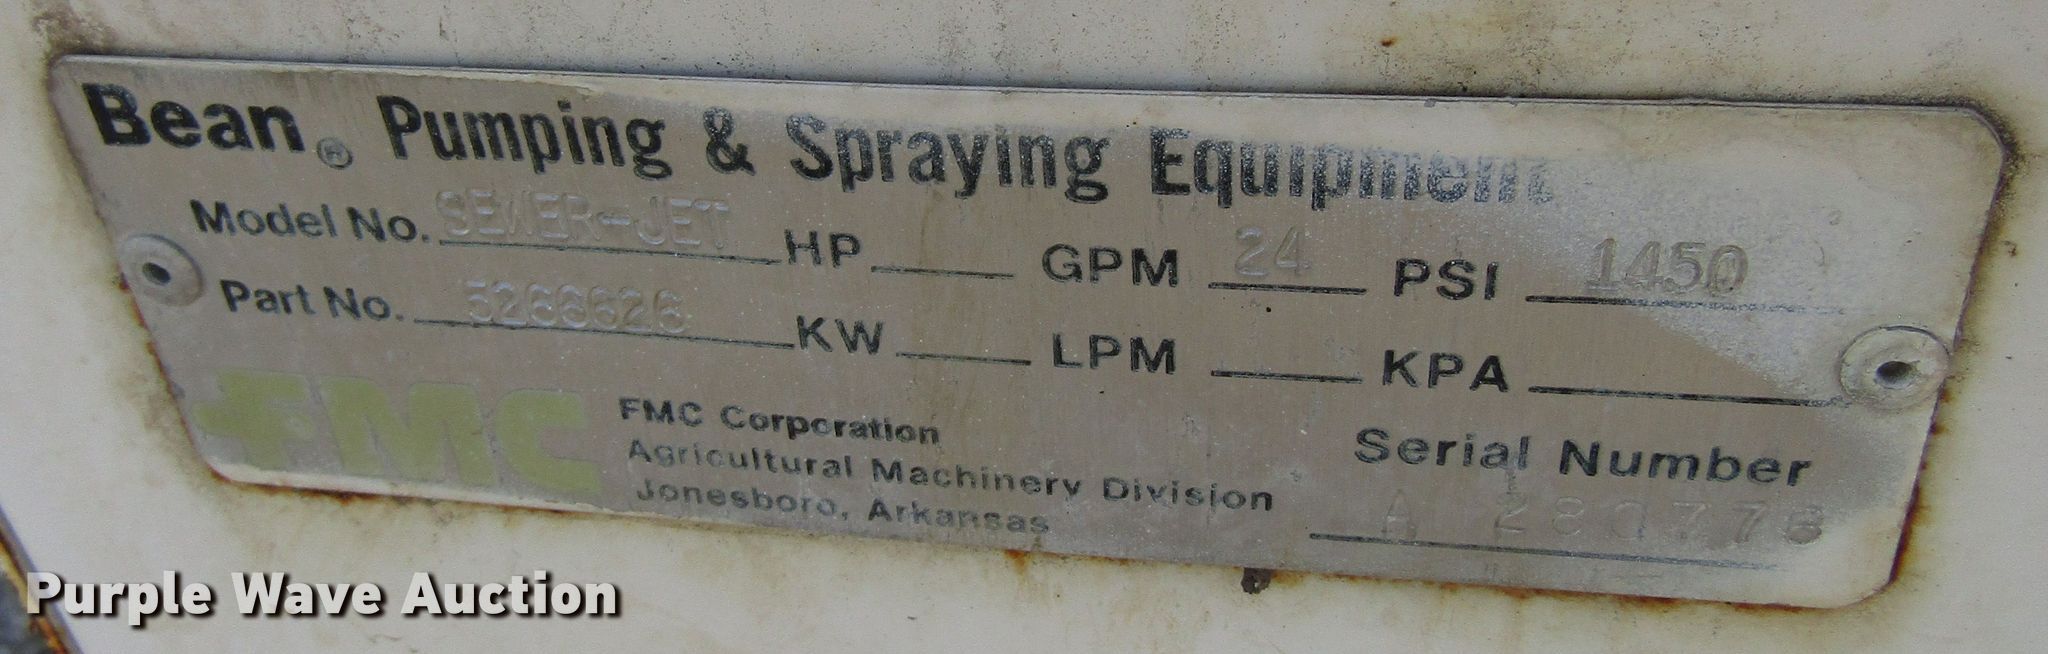 Bean® Pumping & Spraying Equipment
Model No. SEWER-JET HP GPM 24 PSI 1450
Part No. 5266626 KW LPM KPA
FMC FMC Corporation
Agricultural Machinery Division
Jonesboro, Arkansas
Serial Number
A 280776
Purple Wave Auction